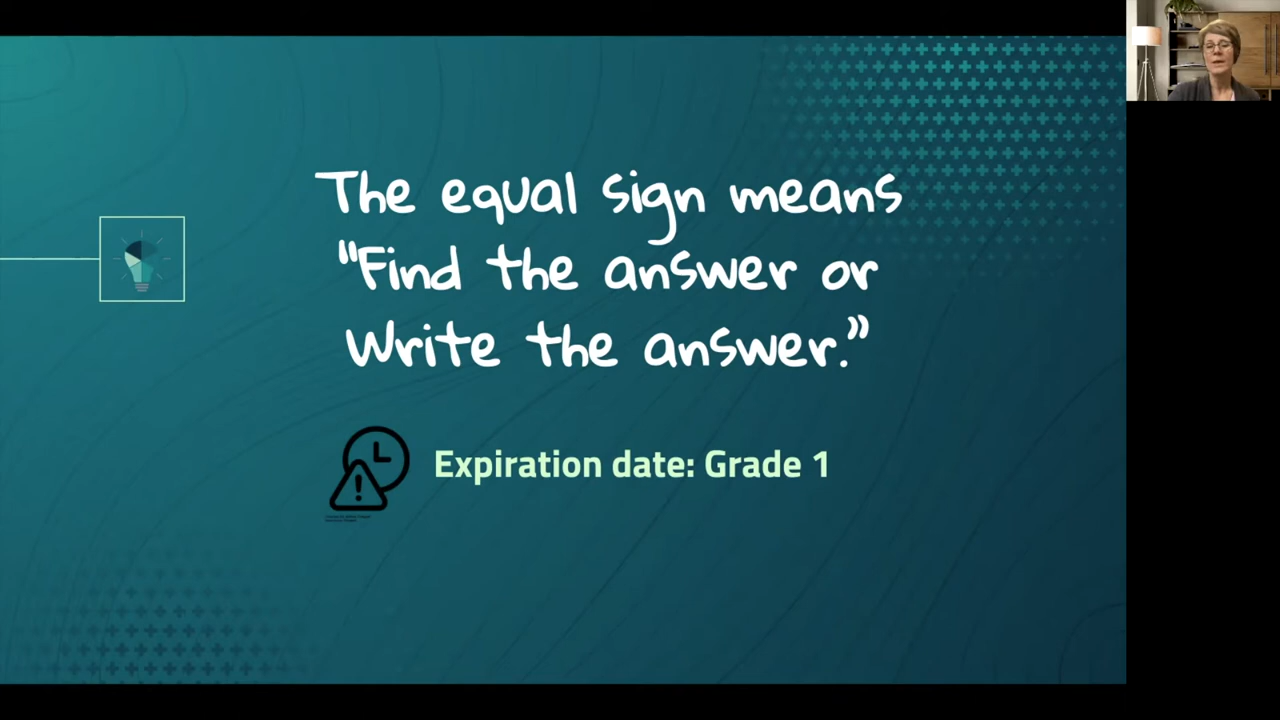 The equal sign means
"Find the answer or
Write the answer."
Expiration date: Grade 1